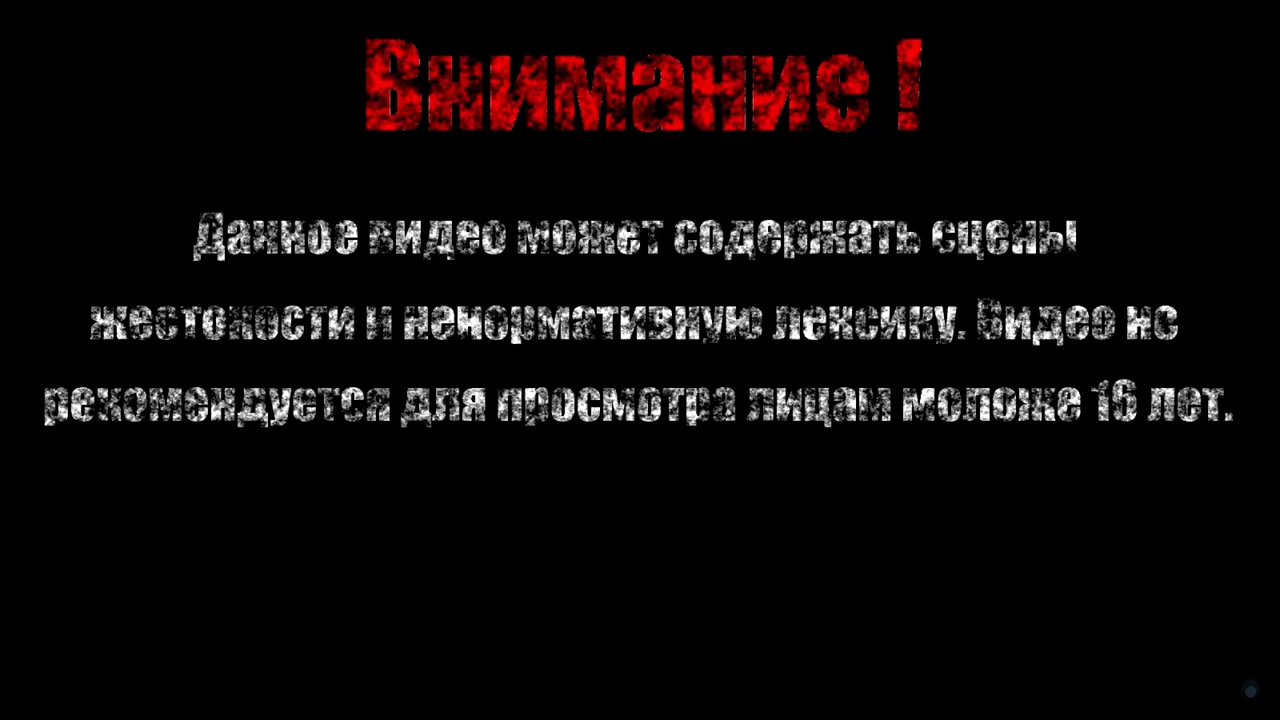 Внимание !
Данное видео может содержать сцены
жестокости и ненормативную лексику. Видео не
рекомендуется для просмотра лицам моложе 16 лет.